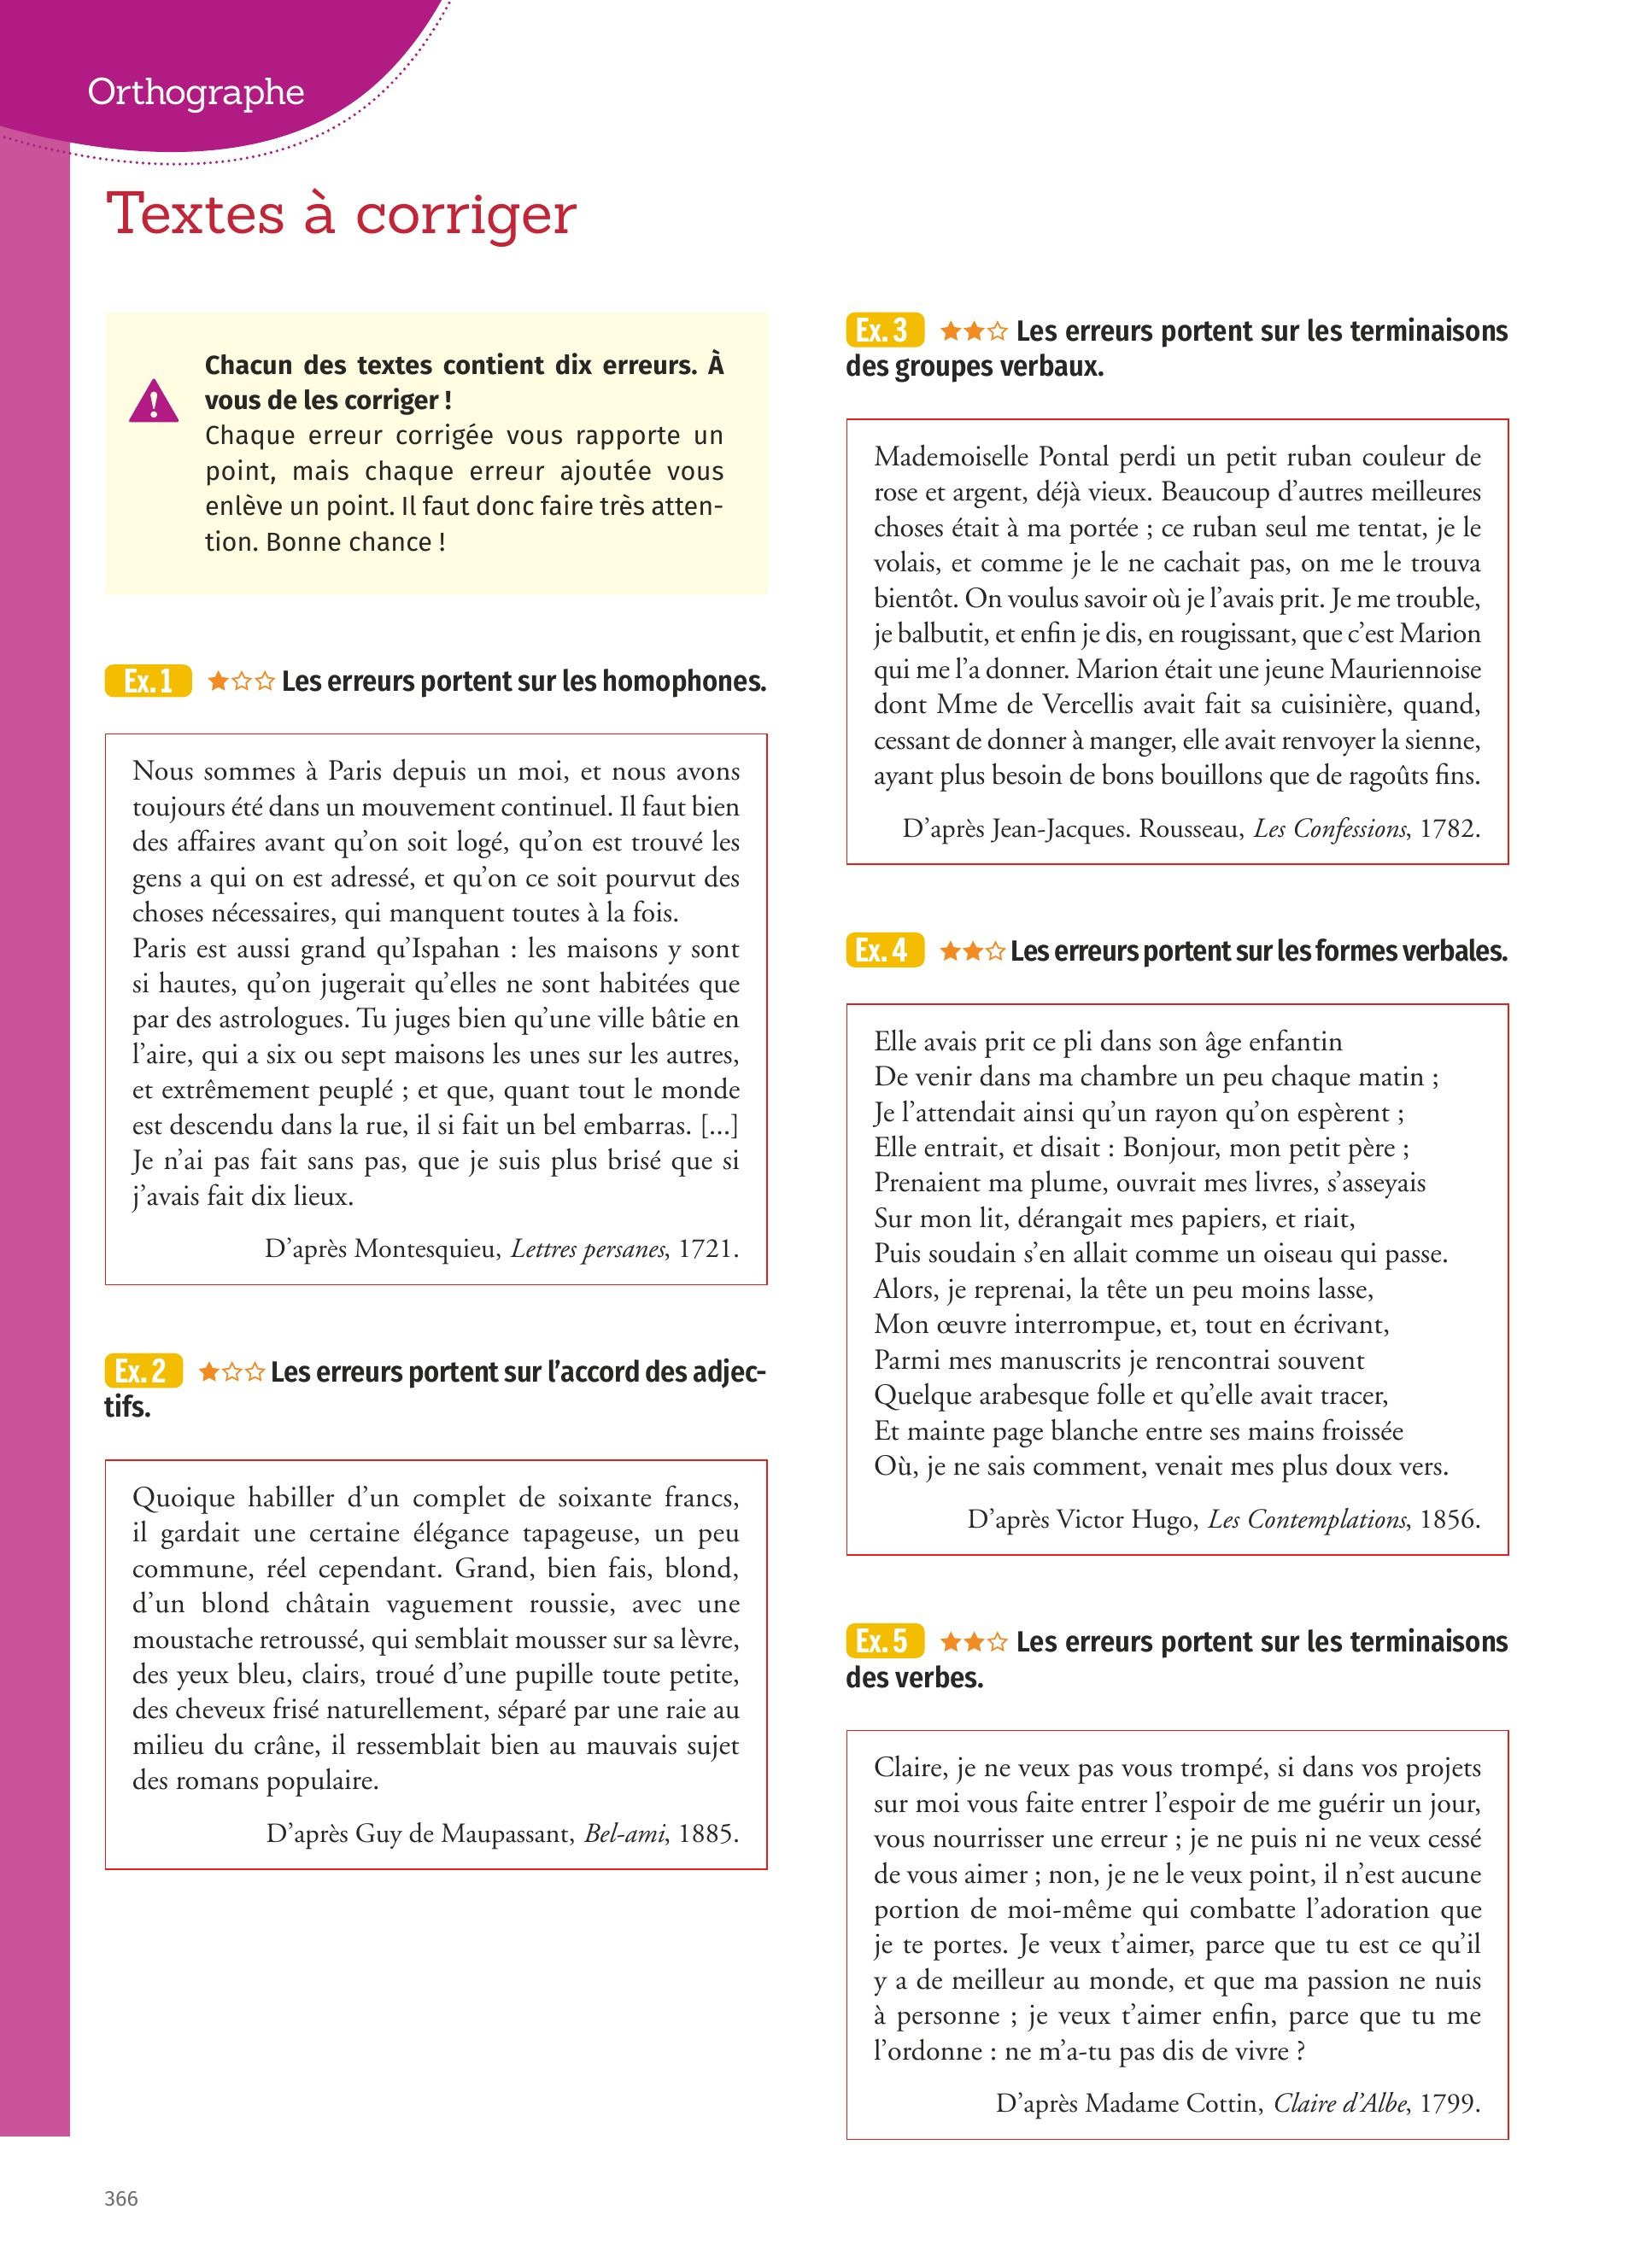 Orthographe
Textes à corriger
Chacun des textes contient dix erreurs. À
vous de les corriger !
Chaque erreur corrigée vous rapporte un
point, mais chaque erreur ajoutée vous
enlève un point. Il faut donc faire très atten-
tion. Bonne chance !
Ex. 1 ★☆☆ Les erreurs portent sur les homophones.
Nous sommes à Paris depuis un moi, et nous avons
toujours été dans un mouvement continuel. Il faut bien
des affaires avant qu’on soit logé, qu’on est trouvé les
gens a qui on est adressé, et qu’on ce soit pourvut des
choses nécessaires, qui manquent toutes à la fois.
Paris est aussi grand qu’Ispahan : les maisons y sont
si hautes, qu’on jugerait qu’elles ne sont habitées que
par des astrologues. Tu juges bien qu’une ville bâtie en
l’aire, qui a six ou sept maisons les unes sur les autres,
et extrêmement peuplé ; et que, quant tout le monde
est descendu dans la rue, il si fait un bel embarras. [...]
Je n’ai pas fait sans pas, que je suis plus brisé que si
j’avais fait dix lieux.
D’après Montesquieu, Lettres persanes, 1721.
Ex. 2 ★☆☆ Les erreurs portent sur l’accord des adjec-
tifs.
Quoique habiller d’un complet de soixante francs,
il gardait une certaine élégance tapageuse, un peu
commune, réel cependant. Grand, bien fais, blond,
d’un blond châtain vaguement roussie, avec une
moustache retroussé, qui semblait mousser sur sa lèvre,
des yeux bleu, clairs, troué d’une pupille toute petite,
des cheveux frisé naturellement, séparé par une raie au
milieu du crâne, il ressemblait bien au mauvais sujet
des romans populaire.
D’après Guy de Maupassant, Bel-ami, 1885.
Ex. 3 ★★☆ Les erreurs portent sur les terminaisons
des groupes verbaux.
Mademoiselle Pontal perdi un petit ruban couleur de
rose et argent, déjà vieux. Beaucoup d’autres meilleures
choses était à ma portée ; ce ruban seul me tentat, je le
volais, et comme je le ne cachait pas, on me le trouva
bientôt. On voulus savoir où je l’avais prit. Je me trouble,
je balbutit, et enfin je dis, en rougissant, que c’est Marion
qui me l’a donner. Marion était une jeune Mauriennoise
dont Mme de Vercellis avait fait sa cuisinière, quand,
cessant de donner à manger, elle avait renvoyer la sienne,
ayant plus besoin de bons bouillons que de ragoûts fins.
D’après Jean-Jacques. Rousseau, Les Confessions, 1782.
Ex. 4 ★★☆ Les erreurs portent sur les formes verbales.
Elle avais prit ce pli dans son âge enfantin
De venir dans ma chambre un peu chaque matin ;
Je l’attendait ainsi qu’un rayon qu’on espèrent ;
Elle entrait, et disait : Bonjour, mon petit père ;
Prenaient ma plume, ouvrait mes livres, s’asseyais
Sur mon lit, dérangait mes papiers, et riait,
Puis soudain s’en allait comme un oiseau qui passe.
Alors, je reprenai, la tête un peu moins lasse,
Mon œuvre interrompue, et, tout en écrivant,
Parmi mes manuscrits je rencontrai souvent
Quelque arabesque folle et qu’elle avait tracer,
Et mainte page blanche entre ses mains froissée
Où, je ne sais comment, venait mes plus doux vers.
D’après Victor Hugo, Les Contemplations, 1856.
Ex. 5 ★★☆ Les erreurs portent sur les terminaisons
des verbes.
Claire, je ne veux pas vous trompé, si dans vos projets
sur moi vous faite entrer l’espoir de me guérir un jour,
vous nourrisser une erreur ; je ne puis ni ne veux cessé
de vous aimer ; non, je ne le veux point, il n’est aucune
portion de moi-même qui combatte l’adoration que
je te portes. Je veux t’aimer, parce que tu est ce qu’il
y a de meilleur au monde, et que ma passion ne nuis
à personne ; je veux t’aimer enfin, parce que tu me
l’ordonne : ne m’a-tu pas dis de vivre ?
D’après Madame Cottin, Claire d’Albe, 1799.
366